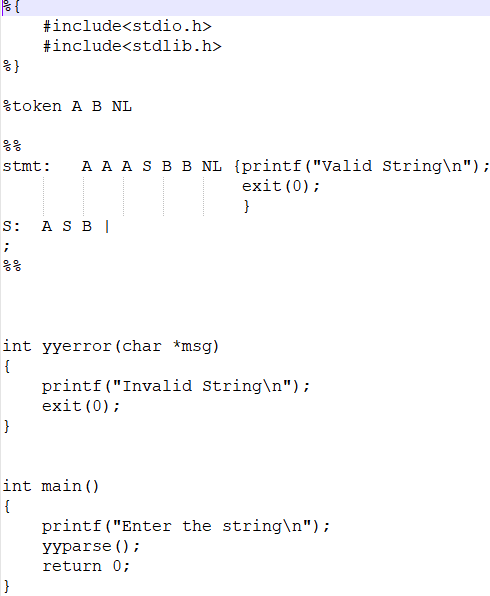 %{
    #include<stdio.h>
    #include<stdlib.h>
%}
%token A B NL
%%
stmt:   A A A S B B NL {printf("Valid String\n");
                        exit(0);
                        }
S:  A S B |
;
%%
int yyerror(char *msg)
{
    printf("Invalid String\n");
    exit(0);
}
int main()
{
    printf("Enter the string\n");
    yyparse();
    return 0;
}